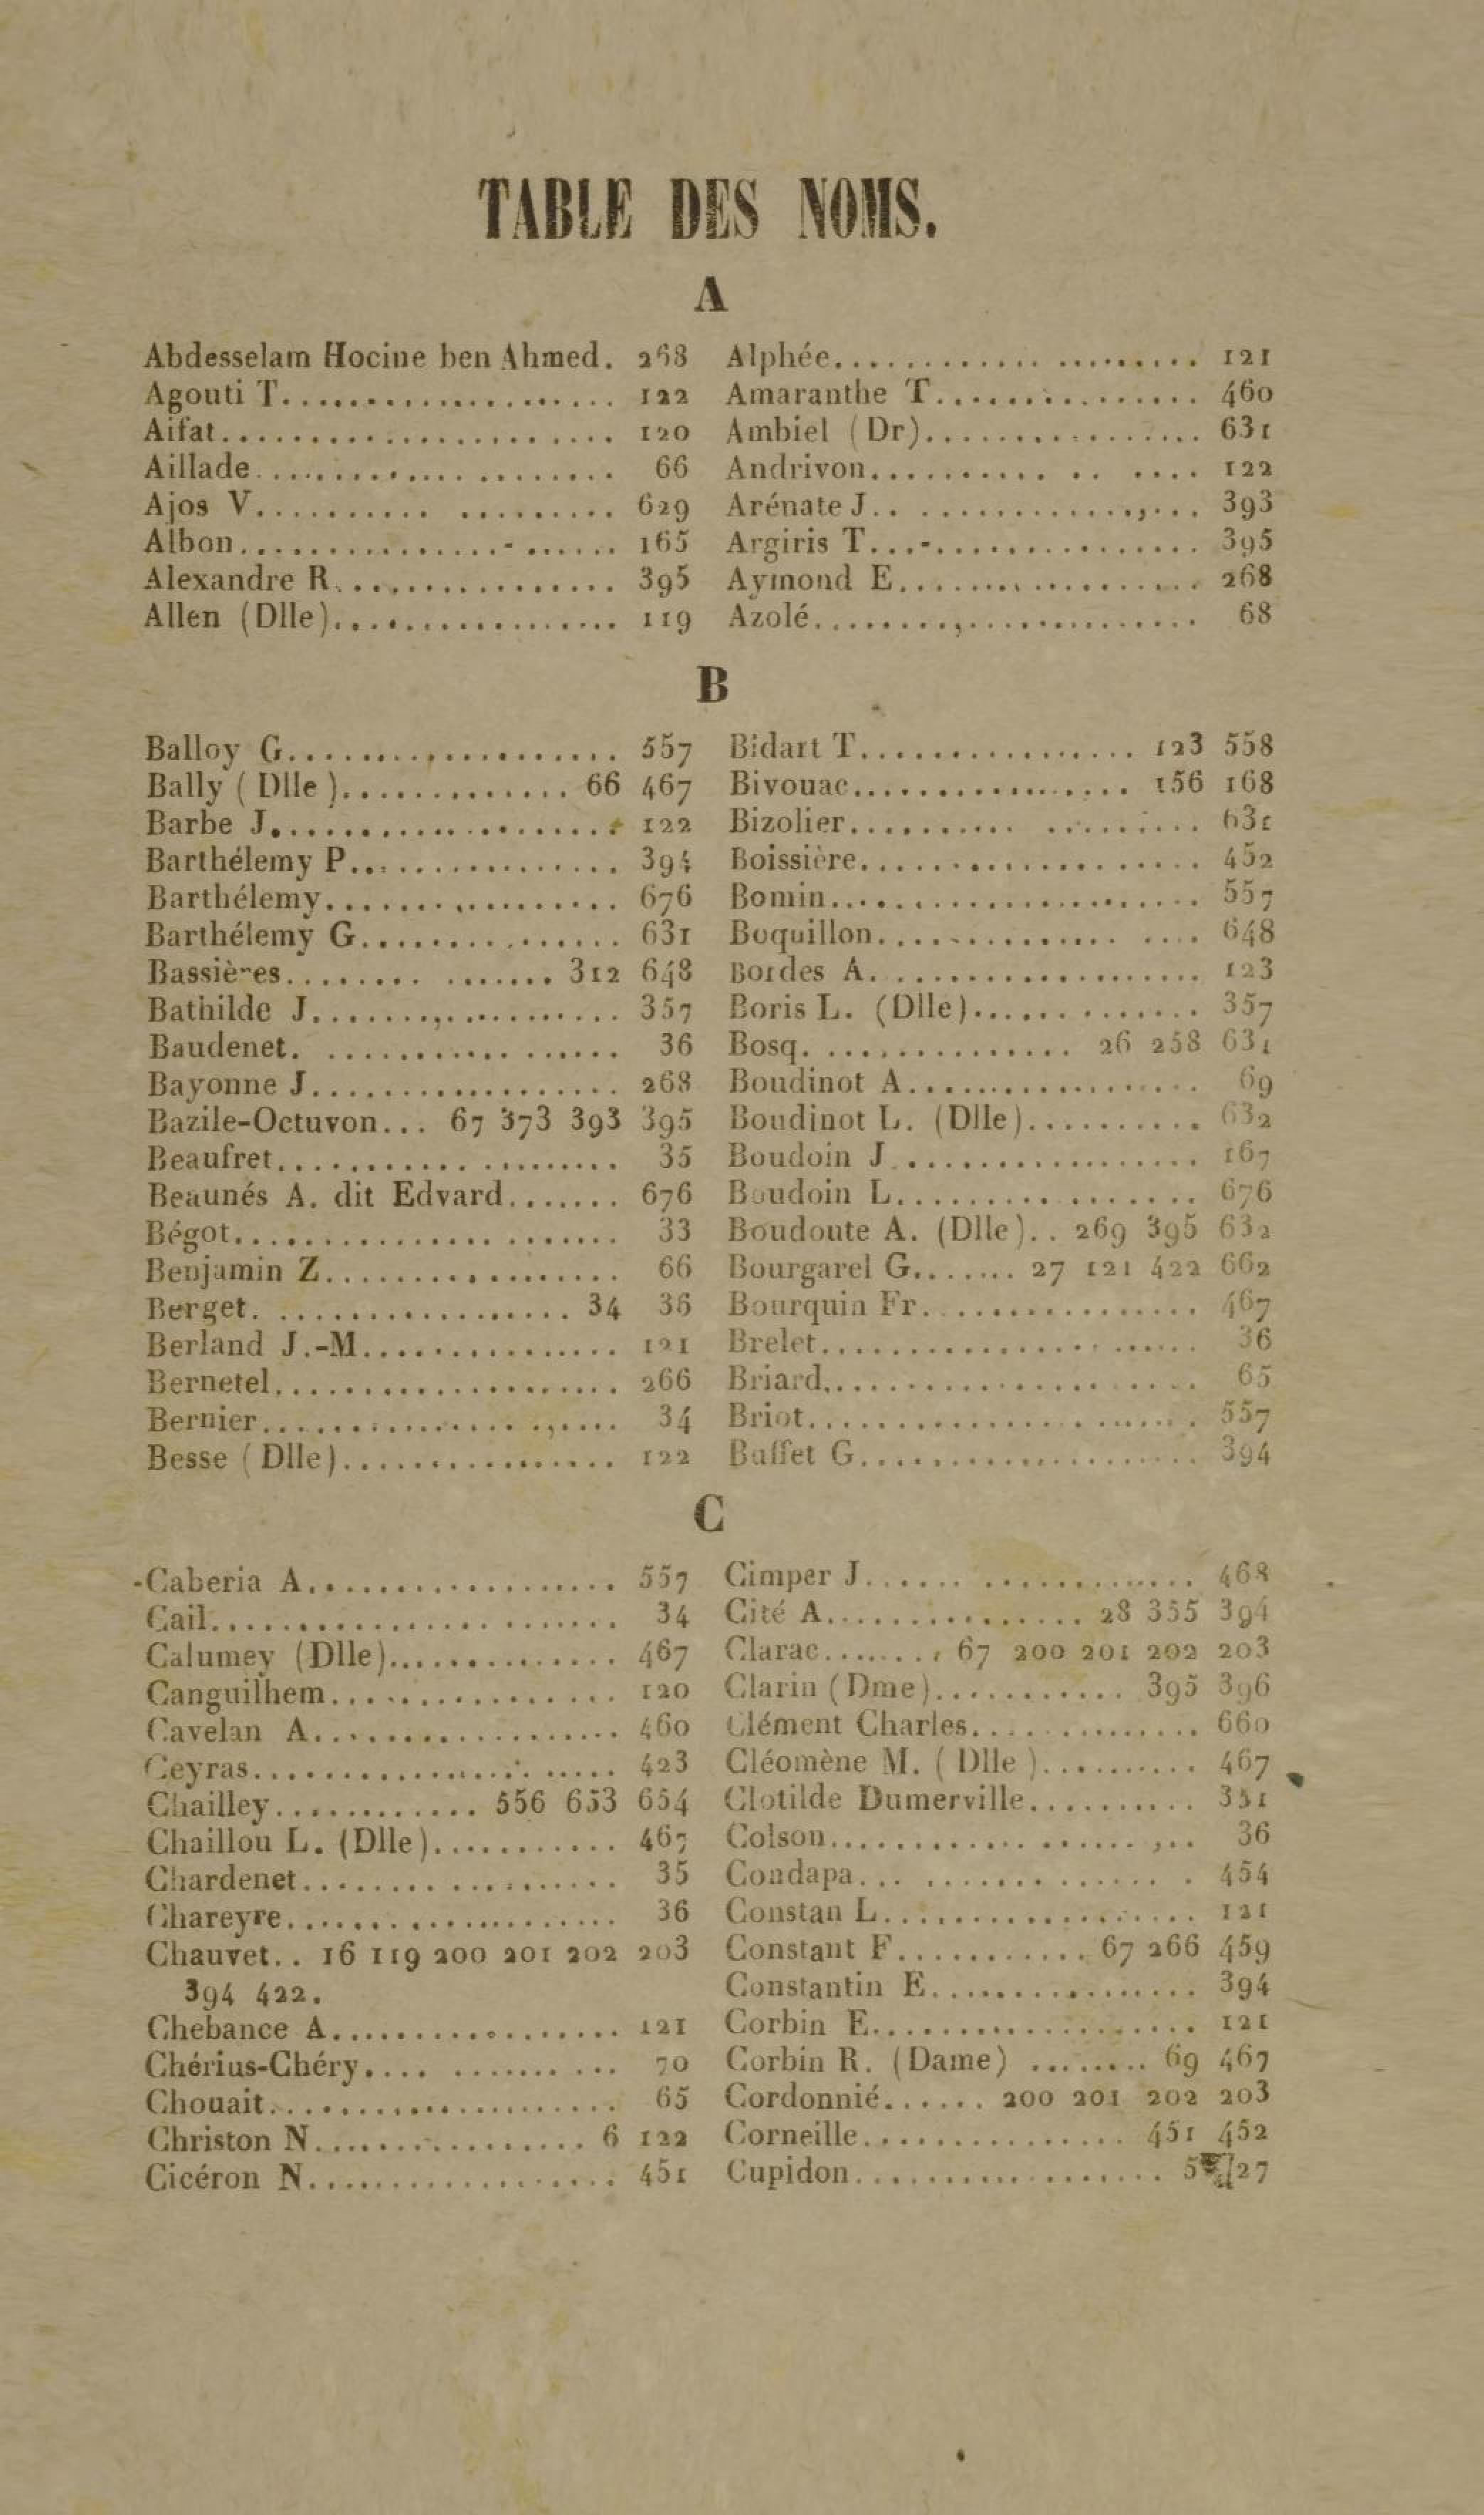 TABLE DES NOMS.
A
Abdesselam Hocine ben Ahmed. 268
Agouti T.................... 122
Aifat....................... 120
Aillade..................... 66
Ajos V...................... 629
Albon....................... 165
Alexandre R................. 395
Allen (Dlle)................ 119
Alphée...................... 121
Amaranthe T................. 460
Ambiel (Dr)................. 631
Andrivon.................... 122
Arénate J................... 393
Argiris T................... 395
Aymond E.................... 268
Azolé....................... 68
B
Balloy G.................... 557
Bally (Dlle)............. 66 467
Barbe J..................... 122
Barthélemy P................ 394
Barthélemy.................. 676
Barthélemy G................ 631
Bassières............... 312 648
Bathilde J.................. 357
Baudenet.................... 36
Bayonne J................... 268
Bazile-Octuvon... 67 373 393 395
Beaufret.................... 35
Beaunés A. dit Edvard....... 676
Bégot....................... 33
Benjamin Z.................. 66
Berget.................. 34 36
Berland J.-M................ 121
Bernetel.................... 266
Bernier..................... 34
Besse (Dlle)................ 122
Bidart T................ 123 558
Bivouac................. 156 168
Bizolier.................... 631
Boissière................... 452
Bomin....................... 557
Boquillon................... 648
Bordes A.................... 123
Boris L. (Dlle)............. 357
Bosq................. 26 258 631
Boudinot A.................. 69
Boudinot L. (Dlle).......... 632
Boudoin J................... 167
Boudoin L................... 676
Boudoute A. (Dlle).. 269 395 632
Bourgarel G....... 27 121 422 662
Bourquin Fr................. 467
Brelet...................... 36
Briard...................... 65
Briot....................... 557
Buffet G.................... 394
C
Caberia A................... 557
Cail........................ 34
Calumey (Dlle).............. 467
Canguilhem.................. 120
Cavelan A................... 460
Ceyras...................... 423
Chailley............ 556 653 654
Chaillou L. (Dlle).......... 467
Chardenet................... 35
Chareyre.................... 36
Chauvet.. 16 119 200 201 202 203
394 422.
Chebance A.................. 121
Chérius-Chéry............... 70
Chouait..................... 65
Christon N................ 6 122
Cicéron N................... 451
Cimper J.................... 468
Cité A................ 28 355 394
Clarac........ 67 200 201 202 203
Clarin (Dme)............ 395 396
Clément Charles............. 660
Cléomène M. (Dlle).......... 467
Clotilde Dumerville......... 351
Colson...................... 36
Condapa..................... 454
Constan L................... 121
Constant F........... 67 266 459
Constantin E................ 394
Corbin E.................... 121
Corbin R. (Dame)......... 69 467
Cordonnié...... 200 201 202 203
Corneille............... 451 452
Cupidon..................